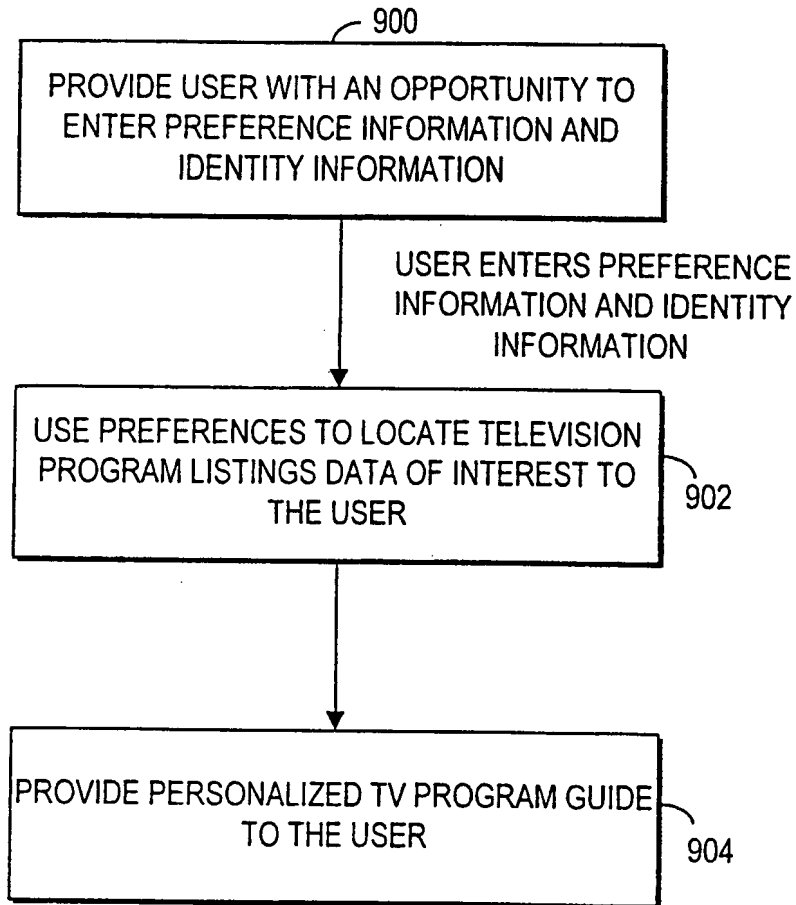 900
PROVIDE USER WITH AN OPPORTUNITY TO
ENTER PREFERENCE INFORMATION AND
IDENTITY INFORMATION
USER ENTERS PREFERENCE
INFORMATION AND IDENTITY
INFORMATION
USE PREFERENCES TO LOCATE TELEVISION
PROGRAM LISTINGS DATA OF INTEREST TO
THE USER
902
PROVIDE PERSONALIZED TV PROGRAM GUIDE
TO THE USER
904